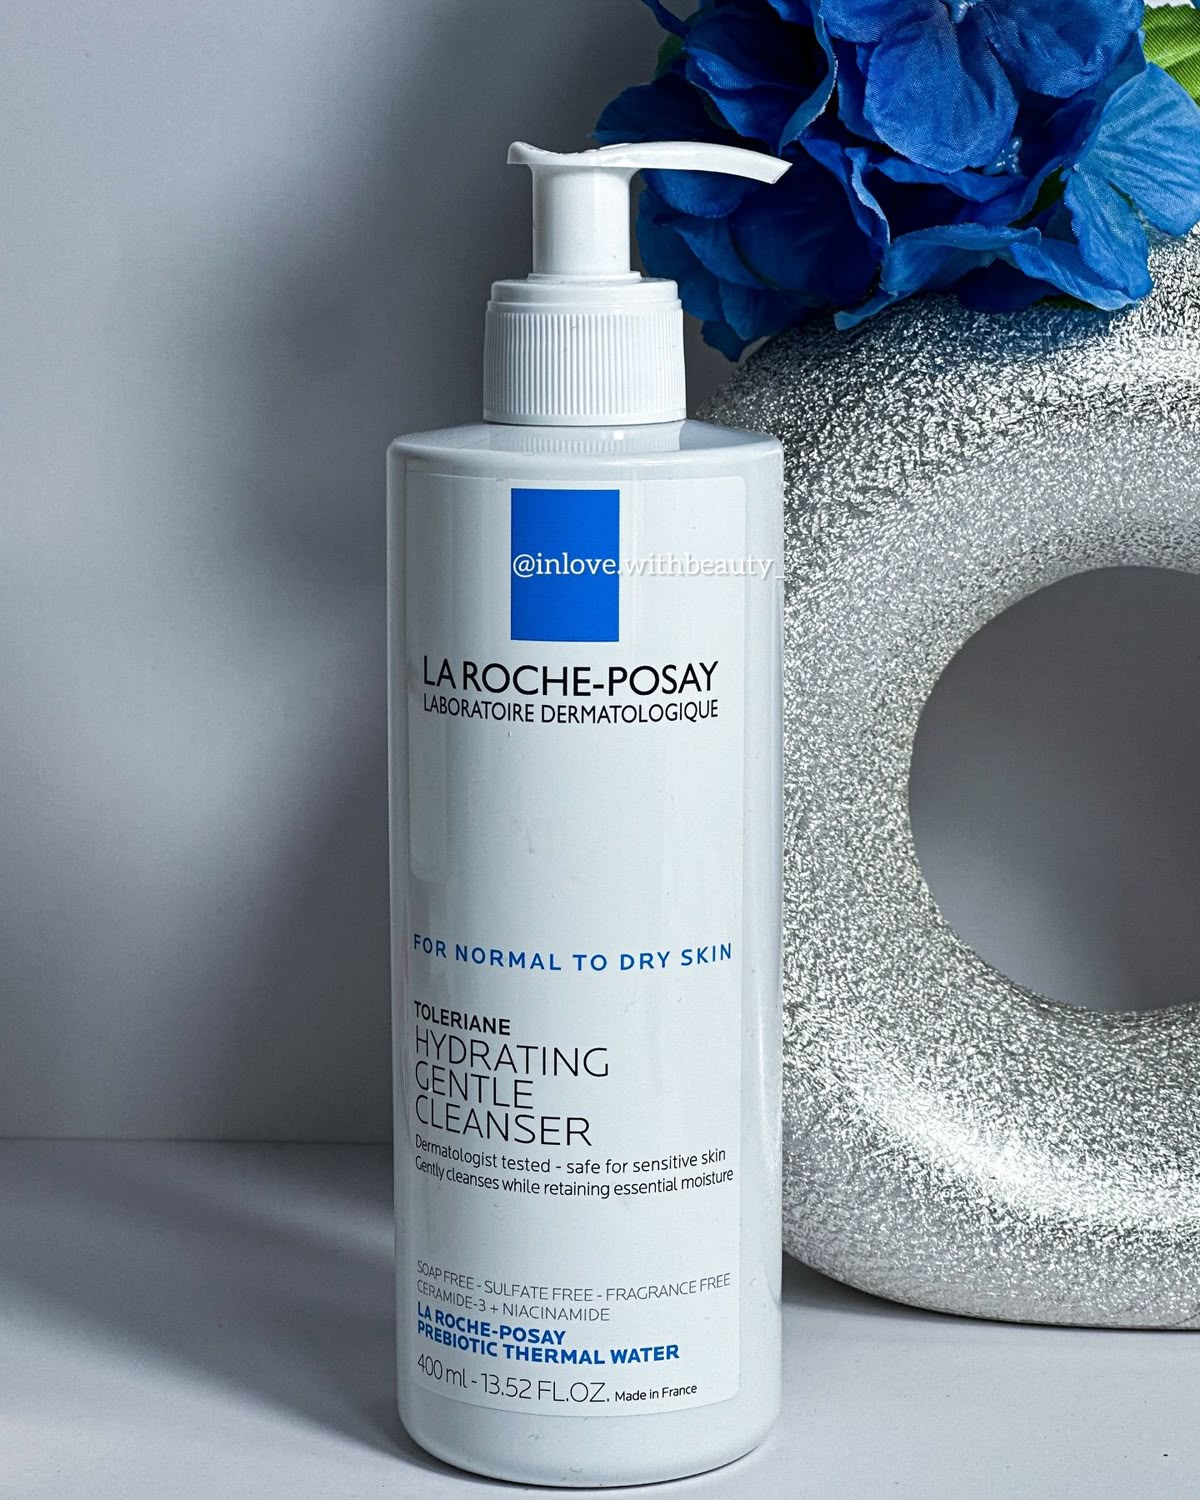 @inlove.withbeauty_
LA ROCHE-POSAY
LABORATOIRE DERMATOLOGIQUE
FOR NORMAL TO DRY SKIN
TOLERIANE
HYDRATING
GENTLE
CLEANSER
Dermatologist tested - safe for sensitive skin
Gently cleanses while retaining essential moisture
SOAP FREE - SULFATE FREE - FRAGRANCE FREE
CERAMIDE-3 + NIACINAMIDE
LA ROCHE-POSAY
PREBIOTIC THERMAL WATER
400 ml - 13.52 FL.OZ. Made in France